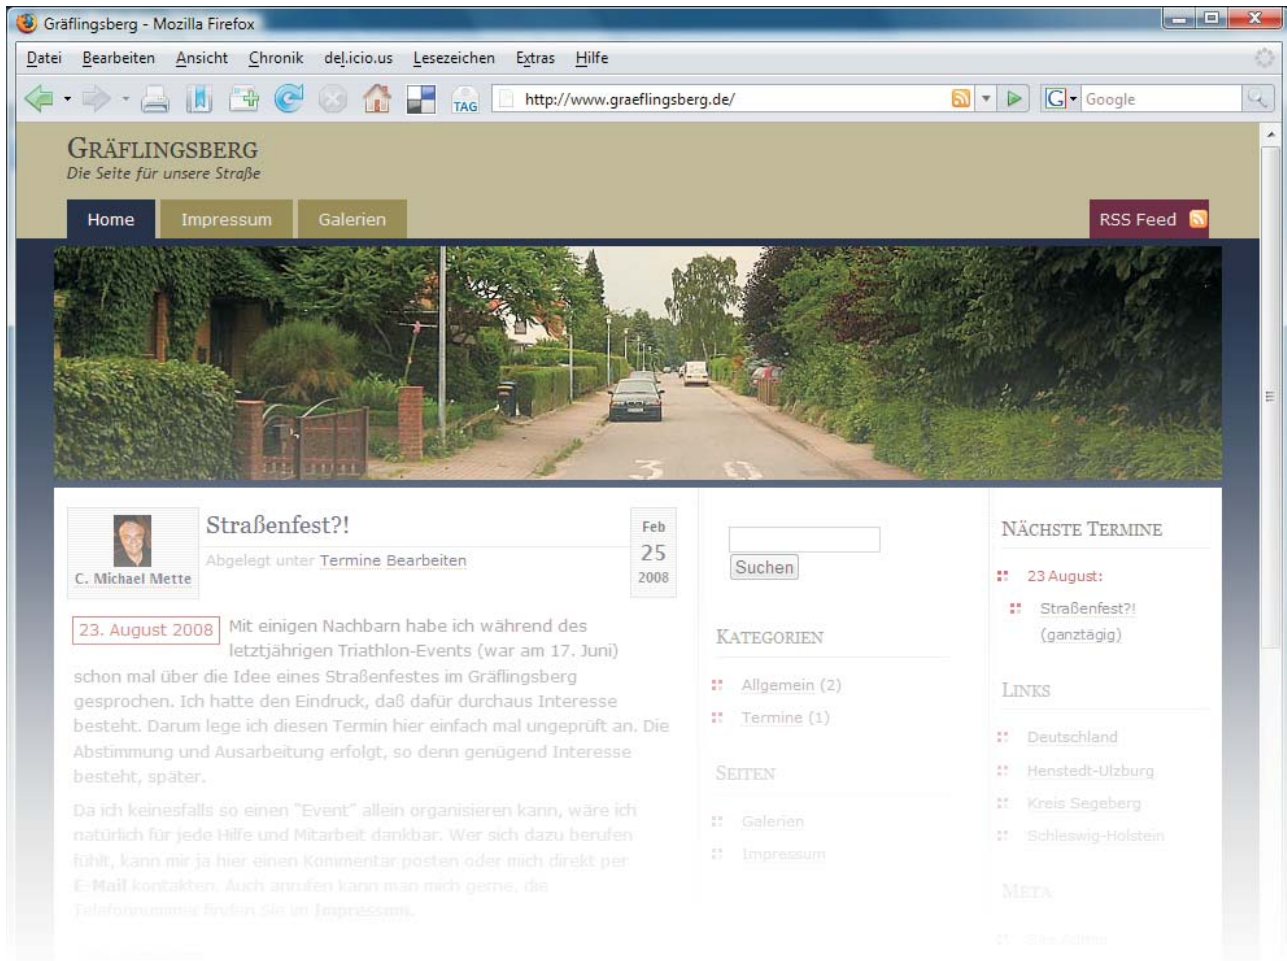 Gräflingsberg - Mozilla Firefox
Datei Bearbeiten Ansicht Chronik del.icio.us Lesezeichen Extras Hilfe
TAG http://www.graeflingsberg.de/ G Google
GRÄFLINGSBERG
Die Seite für unsere Straße
Home Impressum Galerien RSS Feed
30
Straßenfest?!
Abgelegt unter Termine Bearbeiten
C. Michael Mette
Feb
25
2008
23. August 2008 Mit einigen Nachbarn habe ich während des
letztjährigen Triathlon-Events (war am 17. Juni)
schon mal über die Idee eines Straßenfestes im Gräflingsberg
gesprochen. Ich hatte den Eindruck, daß dafür durchaus Interesse
besteht. Darum lege ich diesen Termin hier einfach mal ungeprüft an. Die
Abstimmung und Ausarbeitung erfolgt, so denn genügend Interesse
besteht, später.
Da ich keinesfalls so einen "Event" allein organisieren kann, wäre ich
natürlich für jede Hilfe und Mitarbeit dankbar. Wer sich dazu berufen
fühlt, kann mir ja hier einen Kommentar posten oder mich direkt per
E-Mail kontakten. Auch anrufen kann man mich gerne, die
Telefonnummer finden Sie im Impressum.
Suchen
KATEGORIEN
Allgemein (2)
Termine (1)
SEITEN
Galerien
Impressum
NÄCHSTE TERMINE
23 August:
Straßenfest?!
(ganztägig)
LINKS
Deutschland
Henstedt-Ulzburg
Kreis Segeberg
Schleswig-Holstein
META
Site Admin